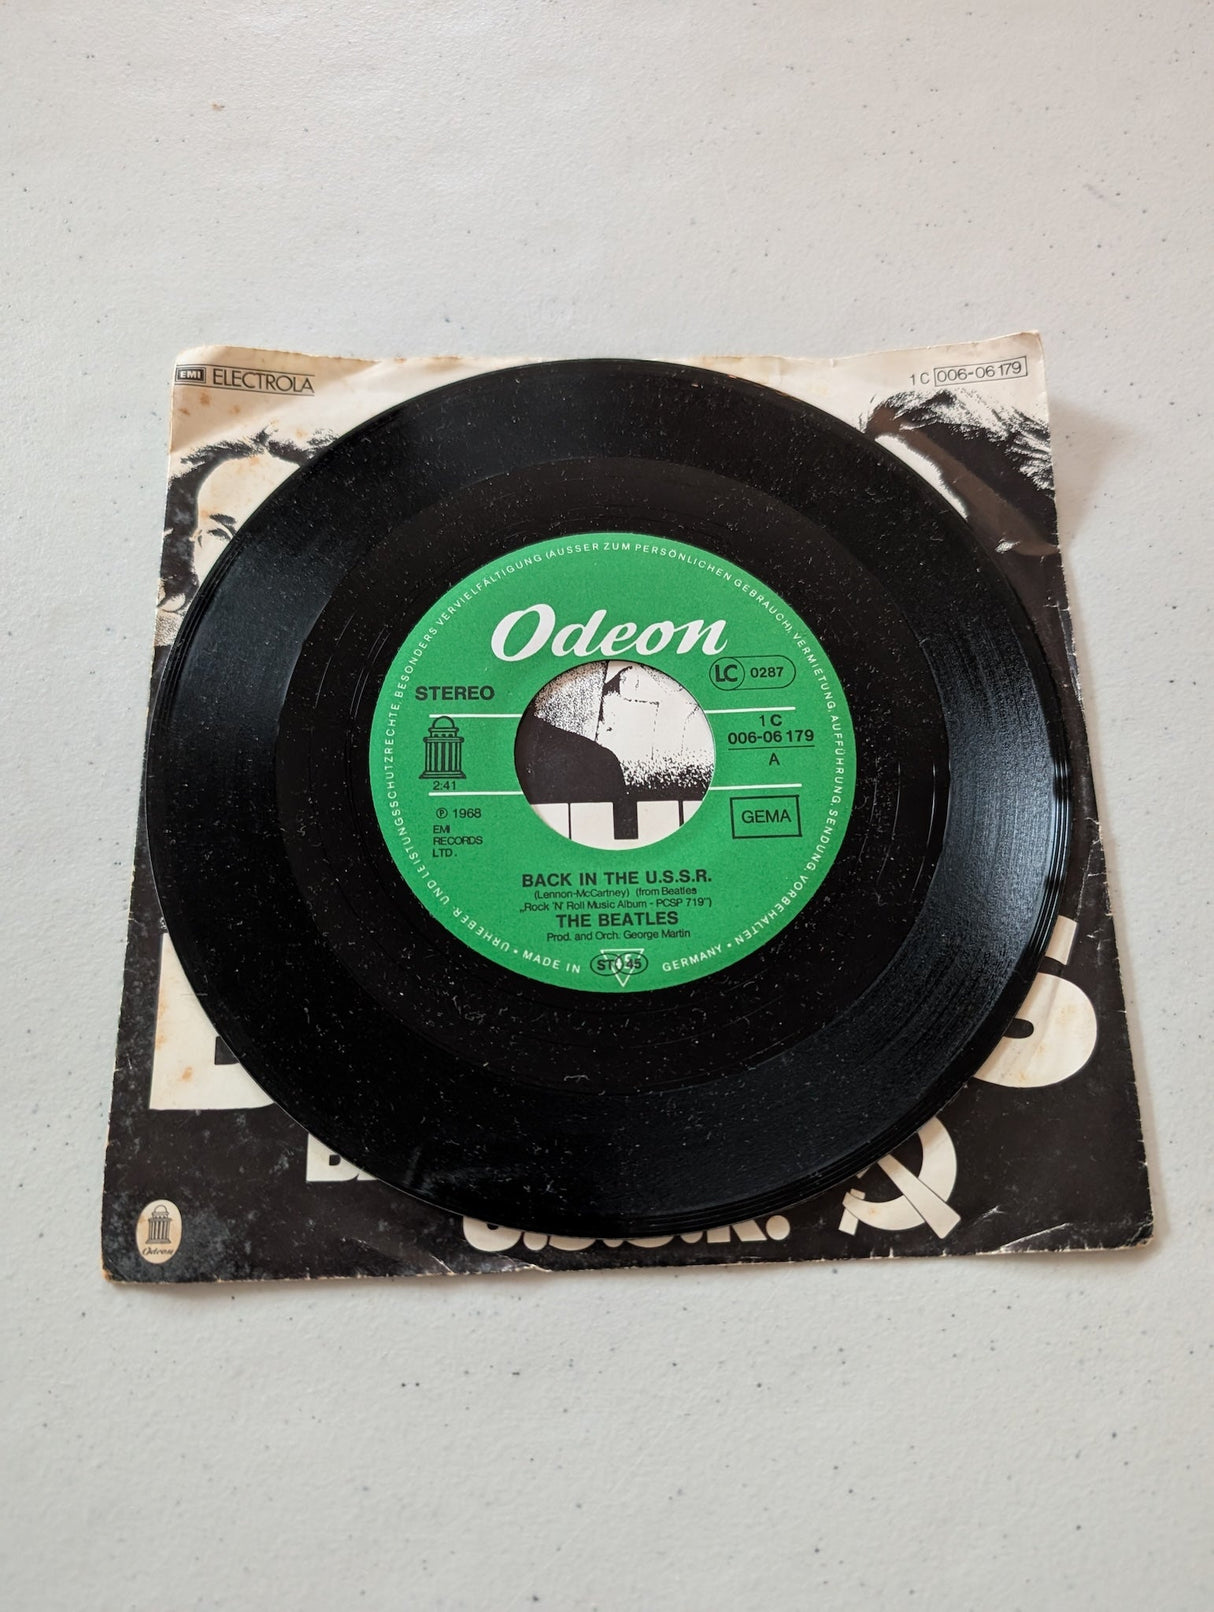 EMI ELECTROLA
1 C 006-06 179
URHEBER- UND LEISTUNGSSCHUTZRECHTE, BESONDERS VERVIELFÄLTIGUNG (AUSSER ZUM PERSÖNLICHEN GEBRAUCH), VERMIETUNG, AUFFÜHRUNG, SENDUNG, VORBEHALTEN • MADE IN GERMANY •
Odeon
LC 0287
STEREO
1 C
006-06 179
A
2:41
℗ 1968
EMI
RECORDS
LTD.
GEMA
BACK IN THE U.S.S.R.
(Lennon-McCartney) (from Beatles
„Rock 'N' Roll Music Album - PCSP 719")
THE BEATLES
Prod. and Orch. George Martin
ST 45
S
U.S.S.R.
Odeon